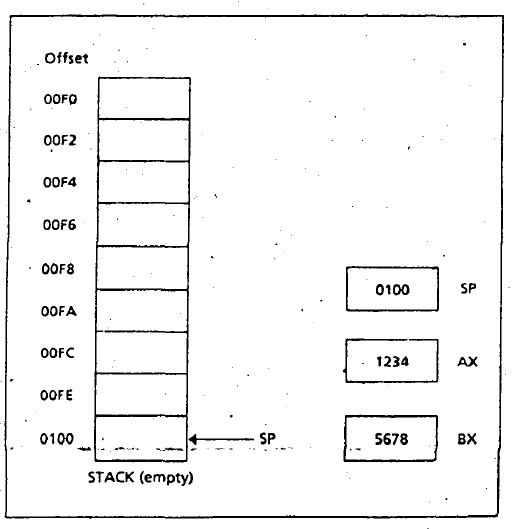 Offset
00F0
00F2
00F4
00F6
00F8
0100 SP
00FA
00FC
1234 AX
00FE
0100 SP 5678 BX
STACK (empty)